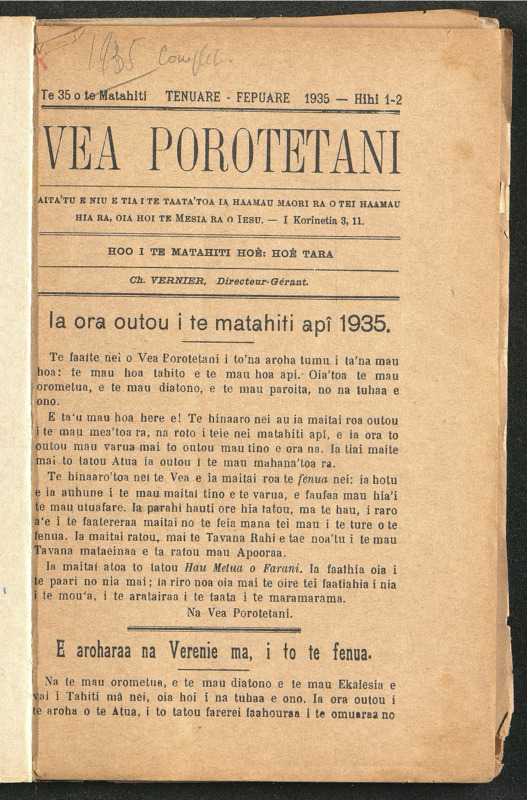 1935 Complet.
Te 35 o te Matahiti TENUARE - FEPUARE 1935 — Hihi 1-2
VEA POROTETANI
AITA'TU E NIU E TIA I TE TAATA'TOA IA HAAMAU MAORI RA O TEI HAAMAU
HIA RA, OIA HOI TE MESIA RA O IESU. — I Korinetia 3, 11.
HOO I TE MATAHITI HOÊ: HOÊ TARA
Ch. VERNIER, Directeur-Gérant.
Ia ora outou i te matahiti apî 1935.
Te faaite nei o Vea Porotetani i to'na aroha tumu i ta'na mau
hoa: te mau hoa tahito e te mau hoa api. Oia'toa te mau
orometua, e te mau diatono, e te mau paroita, no na tuhaa e
ono.
E ta'u mau hoa here e! Te hinaaro nei au ia maitai roa outou
i te mau mea'toa ra, na roto i teie nei matahiti apî, e ia ora to
outou mau varua mai to outou mau tino e ora na. Ia tiai maite
mai to tatou Atua ia outou i te mau mahana'toa ra.
Te hinaaro'toa nei te Vea e ia maitai roa te fenua nei: ia hotu
e ia auhune i te mau maitai tino e te varua, e faufaa mau hia'i
te mau utuafare. Ia parahi hauti ore hia tatou, ma te hau, i raro
a'e i te faatereraa maitai no te feia mana tei mau i te ture o te
fenua. Ia maitai ratou, mai te Tavana Rahi e tae noa'tu i te mau
Tavana mataeinaa e ta ratou mau Apooraa.
Ia maitai atoa to tatou Hau Metua o Farani. Ia faathia oia i
te paari no nia mai; ia riro noa oia mai te oire tei faatiahia i nia
i te mou'a, i te arataïraa i te taata i te maramarama.
Na Vea Porotetani.
E aroharaa na Verenie ma, i to te fenua.
Na te mau orometua, e te mau diatono e te mau Ekalesia e
vai i Tahiti mâ nei, oia hoi i na tuhaa e ono. Ia ora outou i
te aroha o te Atua, i to tatou farerei faahouraa i te omuaraa no